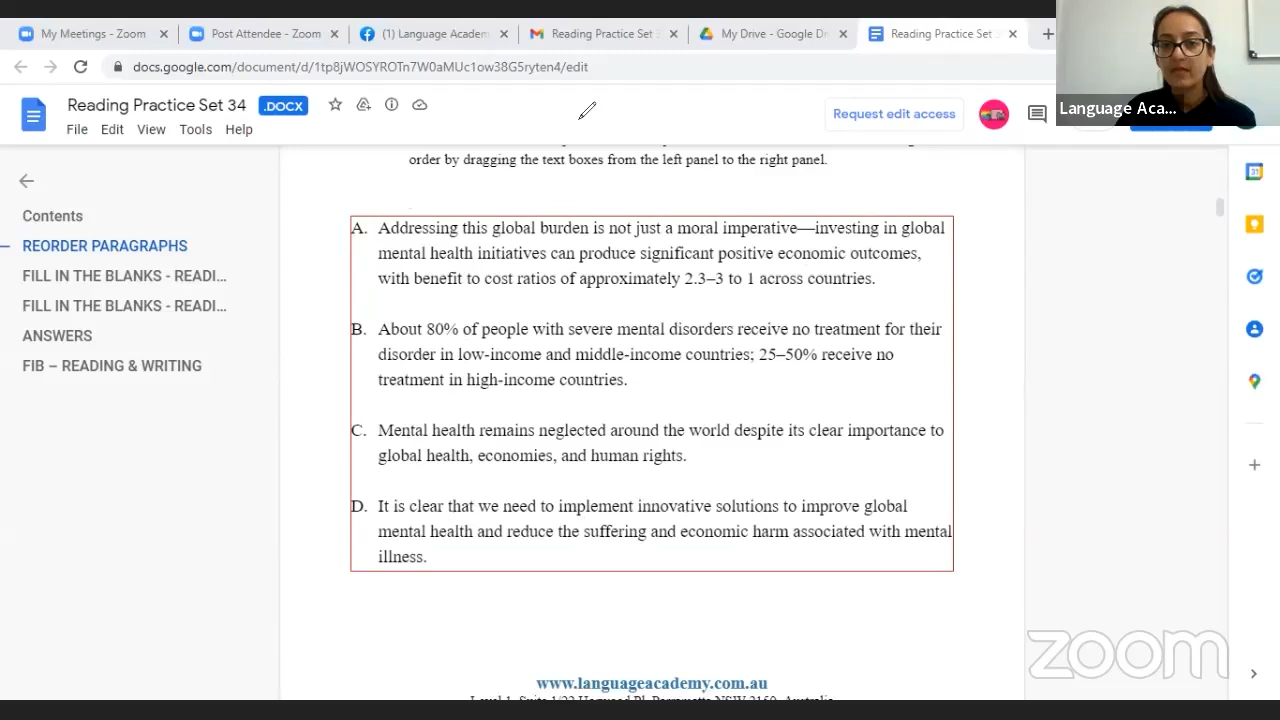 My Meetings - Zoom
Post Attendee - Zoom
(1) Language Academ
Reading Practice Set
My Drive - Google Dr
Reading Practice Set
docs.google.com/document/d/1tp8jWOSYROTn7W0aMUc1ow38G5ryten4/edit
Language Aca...
Reading Practice Set 34
.DOCX
Request edit access
File Edit View Tools Help
order by dragging the text boxes from the left panel to the right panel.
Contents
REORDER PARAGRAPHS
FILL IN THE BLANKS - READI...
FILL IN THE BLANKS - READI...
ANSWERS
FIB – READING & WRITING
A. Addressing this global burden is not just a moral imperative—investing in global
mental health initiatives can produce significant positive economic outcomes,
with benefit to cost ratios of approximately 2.3–3 to 1 across countries.
B. About 80% of people with severe mental disorders receive no treatment for their
disorder in low-income and middle-income countries; 25–50% receive no
treatment in high-income countries.
C. Mental health remains neglected around the world despite its clear importance to
global health, economies, and human rights.
D. It is clear that we need to implement innovative solutions to improve global
mental health and reduce the suffering and economic harm associated with mental
illness.
31
zoom
www.languageacademy.com.au